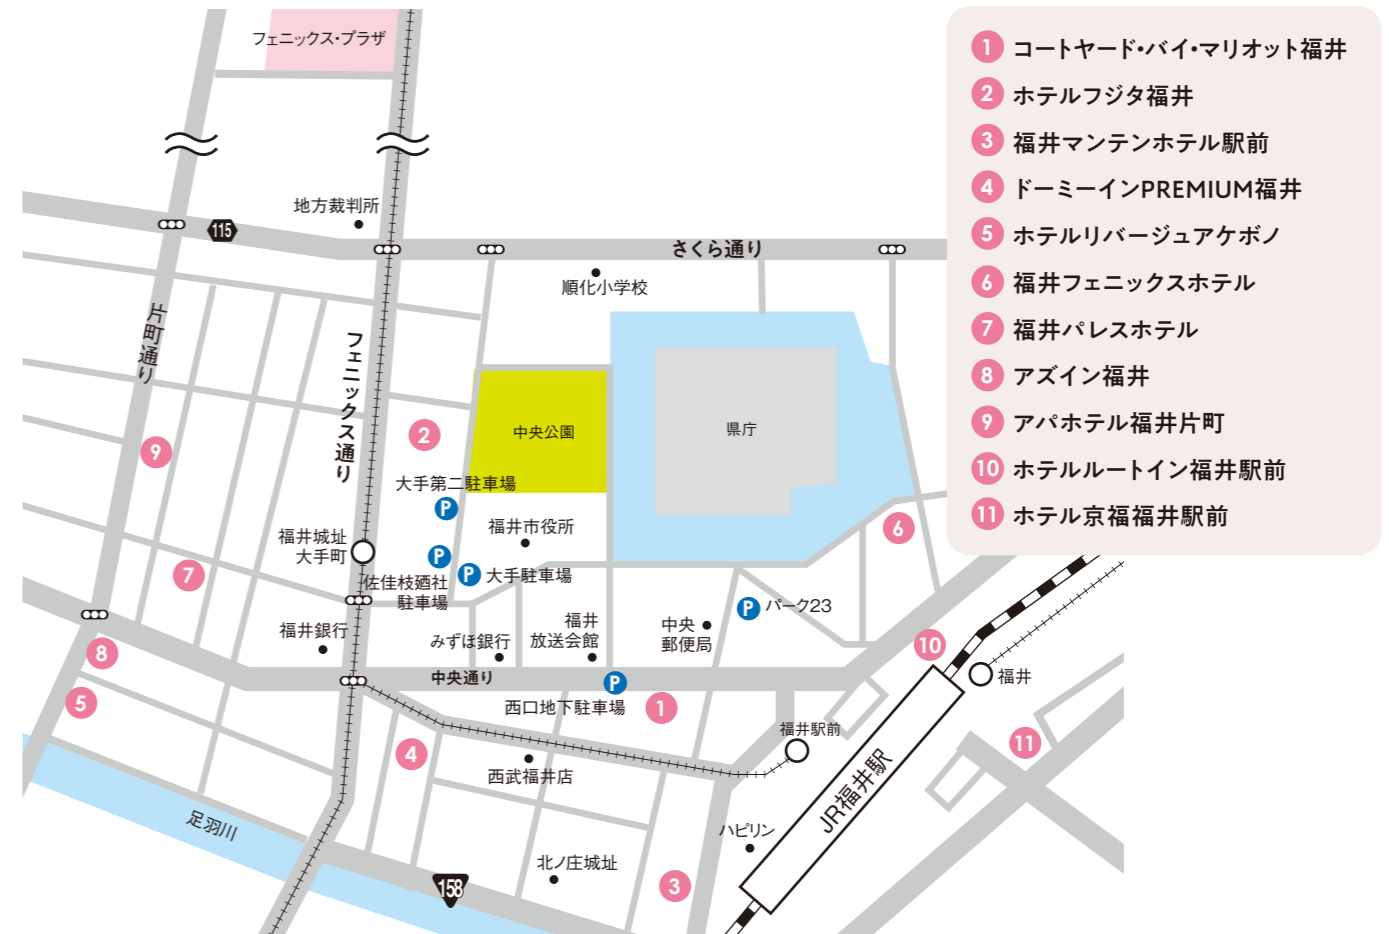 フェニックス・プラザ
地方裁判所
115
さくら通り
順化小学校
片町通り
フェニックス通り
2
中央公園
県庁
9
大手第二駐車場
P
福井市役所
6
福井城址
大手町
P
P
大手駐車場
7
佐佳枝廼社
駐車場
P
パーク23
福井銀行
みずほ銀行
福井
放送会館
中央
郵便局
10
8
中央通り
P
福井
5
西口地下駐車場
1
福井駅前
11
4
西武福井店
JR福井駅
足羽川
ハピリン
北ノ庄城址
158
3
1 コートヤード・バイ・マリオット福井
2 ホテルフジタ福井
3 福井マンテンホテル駅前
4 ドーミーインPREMIUM福井
5 ホテルリバージュアケボノ
6 福井フェニックスホテル
7 福井パレスホテル
8 アズイン福井
9 アパホテル福井片町
10 ホテルルートイン福井駅前
11 ホテル京福福井駅前